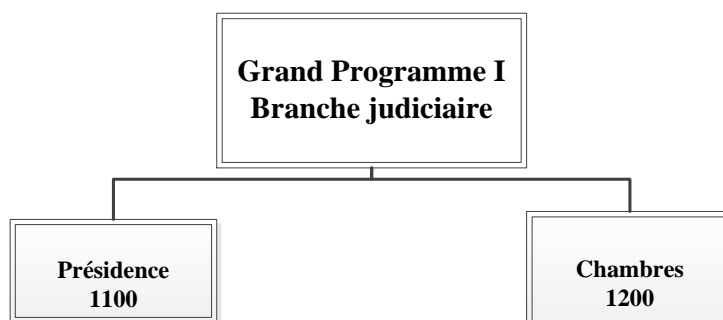 Grand Programme I
Branche judiciaire
Présidence
1100
Chambres
1200